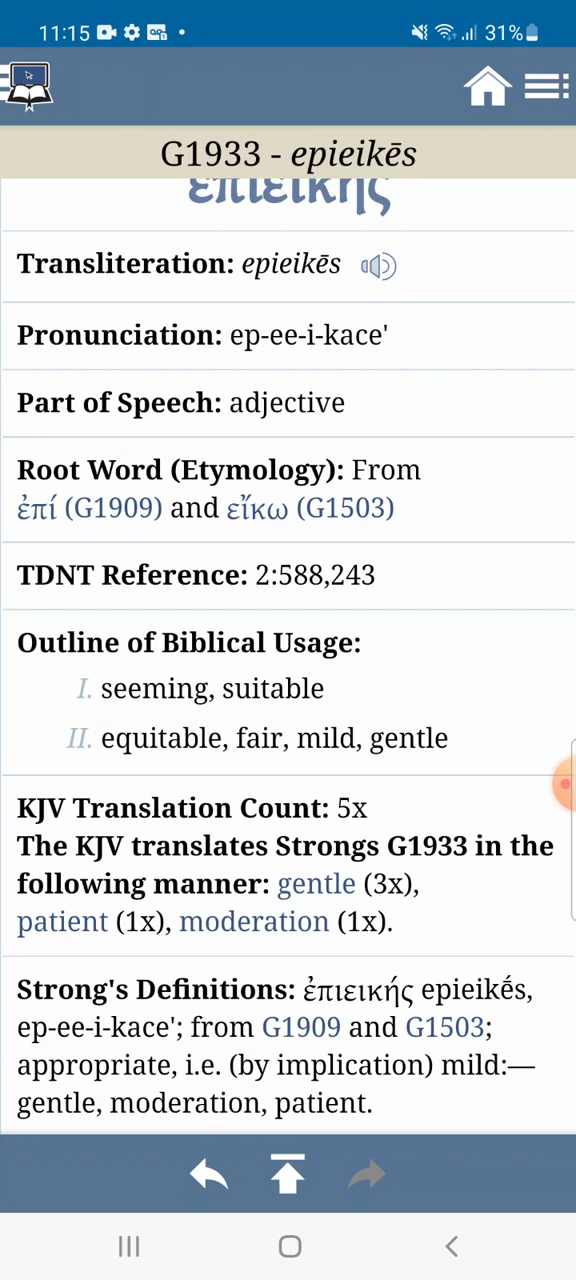 11:15
31%
G1933 - epieikēs
ἐπιεικής
Transliteration: epieikēs
Pronunciation: ep-ee-i-kace'
Part of Speech: adjective
Root Word (Etymology): From
ἐπί (G1909) and εἴκω (G1503)
TDNT Reference: 2:588,243
Outline of Biblical Usage:
I. seeming, suitable
II. equitable, fair, mild, gentle
KJV Translation Count: 5x
The KJV translates Strongs G1933 in the
following manner: gentle (3x),
patient (1x), moderation (1x).
Strong's Definitions: ἐπιεικής epieikḗs,
ep-ee-i-kace'; from G1909 and G1503;
appropriate, i.e. (by implication) mild:—
gentle, moderation, patient.